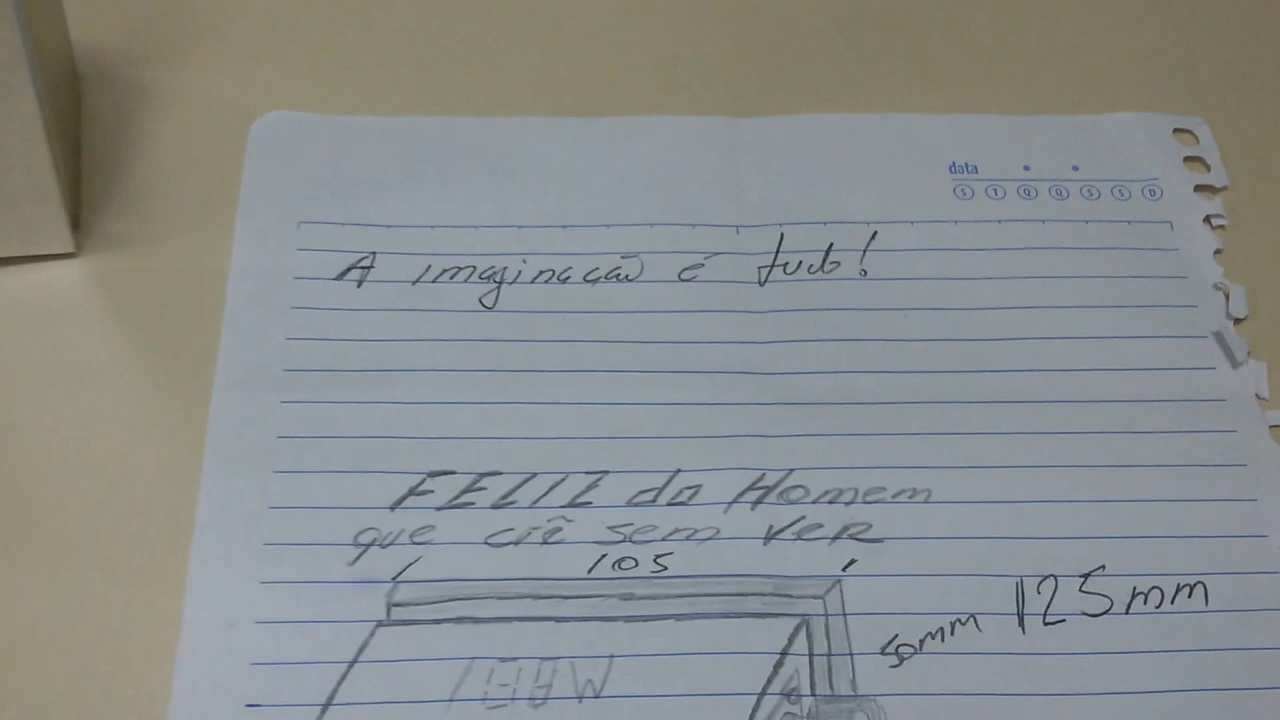 data
S T Q Q S S D
A imaginação é tudo!
FELIZ do Homem
que crê sem VER
105
50mm 125mm